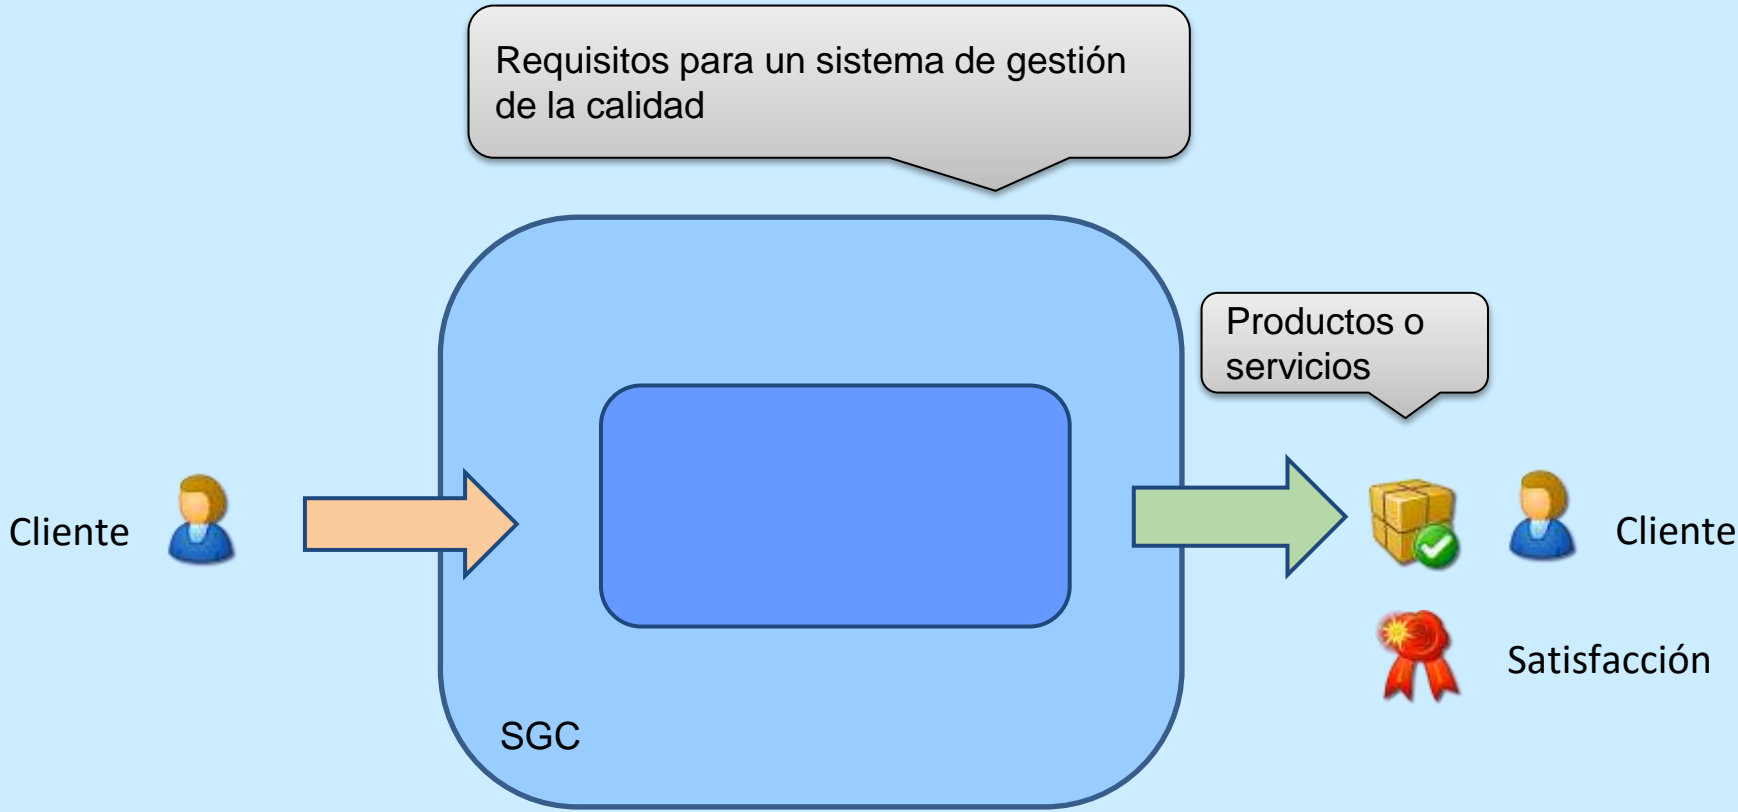 Requisitos para un sistema de gestión
de la calidad
Productos o
servicios
Cliente
Cliente
Satisfacción
SGC